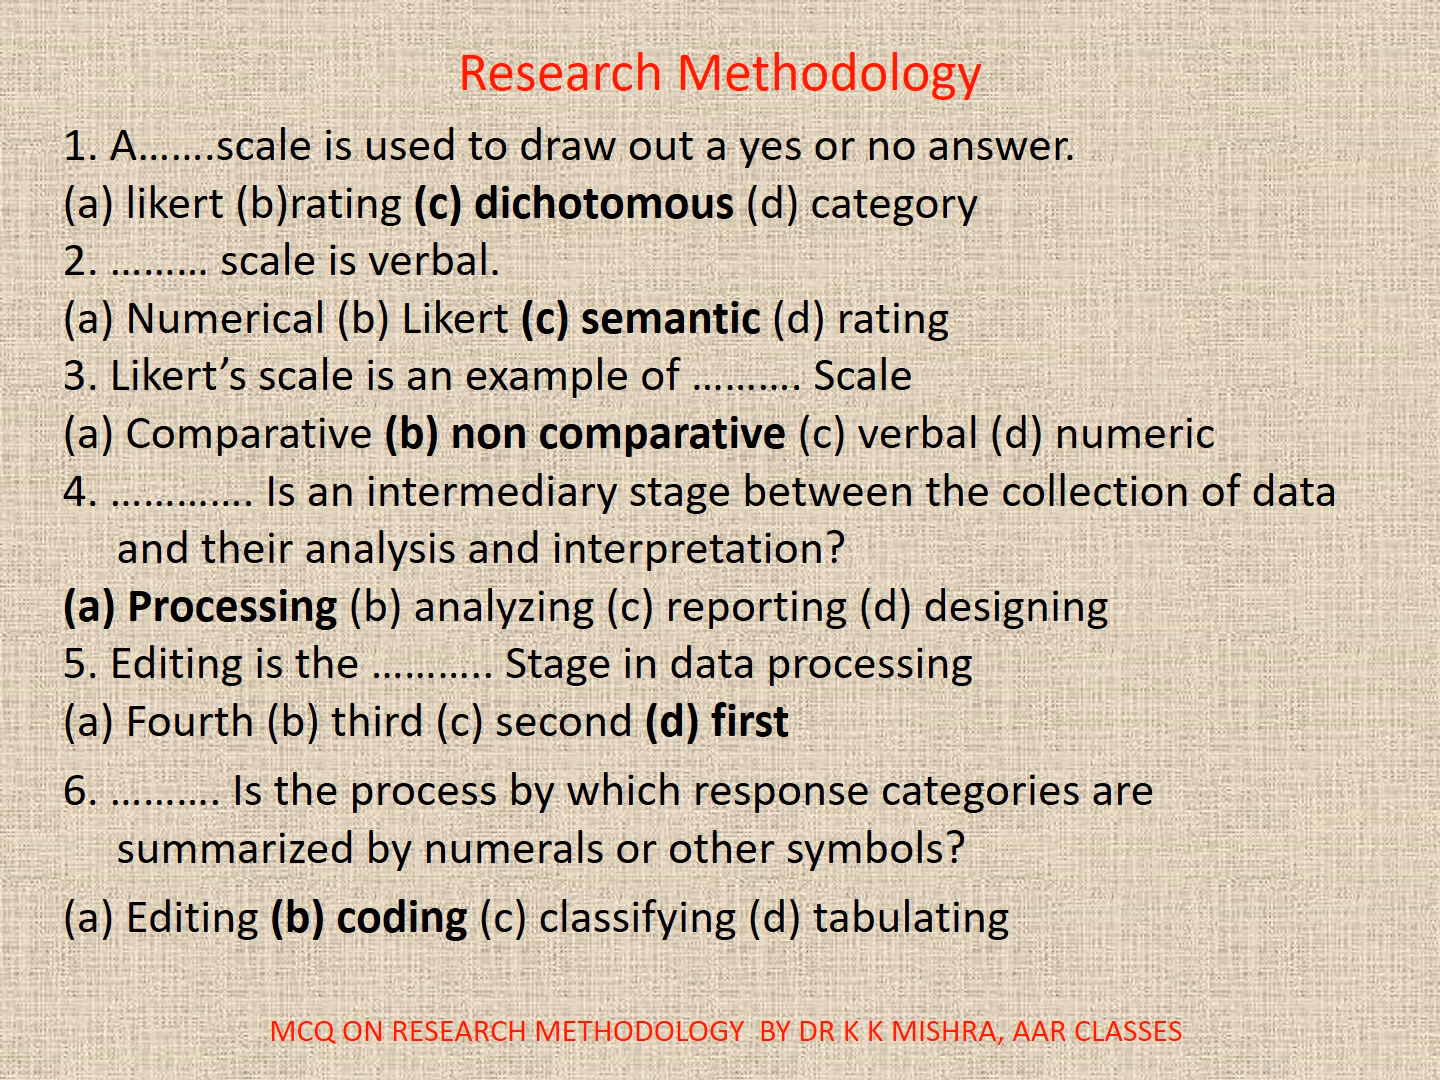 Research Methodology
1. A…….scale is used to draw out a yes or no answer.
(a) likert (b)rating (c) dichotomous (d) category
2. ……… scale is verbal.
(a) Numerical (b) Likert (c) semantic (d) rating
3. Likert’s scale is an example of ………. Scale
(a) Comparative (b) non comparative (c) verbal (d) numeric
4. …………. Is an intermediary stage between the collection of data
and their analysis and interpretation?
(a) Processing (b) analyzing (c) reporting (d) designing
5. Editing is the ……….. Stage in data processing
(a) Fourth (b) third (c) second (d) first
6. ………. Is the process by which response categories are
summarized by numerals or other symbols?
(a) Editing (b) coding (c) classifying (d) tabulating
MCQ ON RESEARCH METHODOLOGY BY DR K K MISHRA, AAR CLASSES